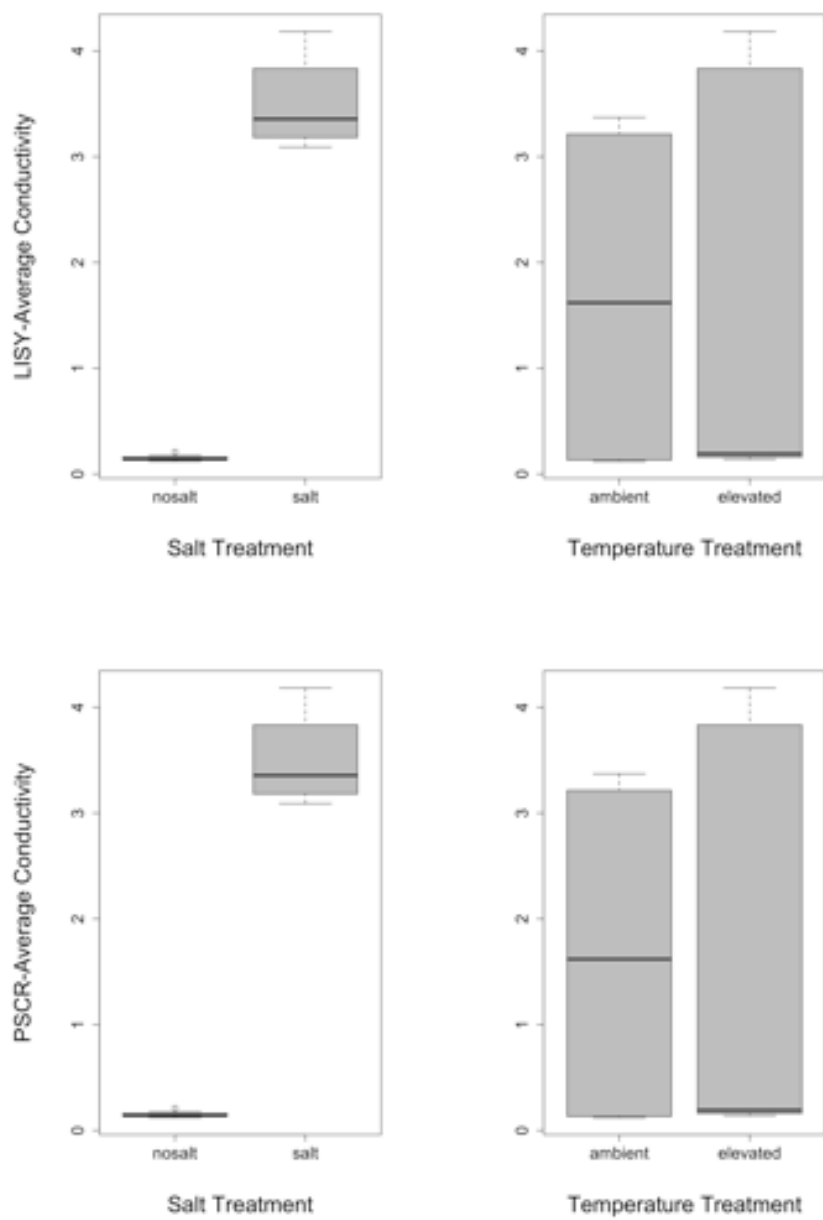 LISY-Average Conductivity
4
3
2
1
0
nosalt salt
Salt Treatment
ambient elevated
Temperature Treatment
4
3
2
1
0
PSCR-Average Conductivity
4
3
2
1
0
nosalt salt
Salt Treatment
ambient elevated
Temperature Treatment
4
3
2
1
0